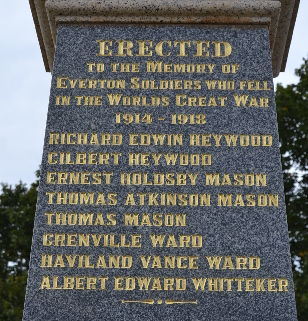 ERECTED
TO THE MEMORY OF
EVERTON SOLDIERS WHO FELL
IN THE WORLDS GREAT WAR
1914 - 1918
RICHARD EDWIN HEYWOOD
GILBERT HEYWOOD
ERNEST HOLDSBY MASON
THOMAS ATKINSON MASON
THOMAS MASON
GRENVILLE WARD
HAVILAND VANCE WARD
ALBERT EDWARD WHITTEKER